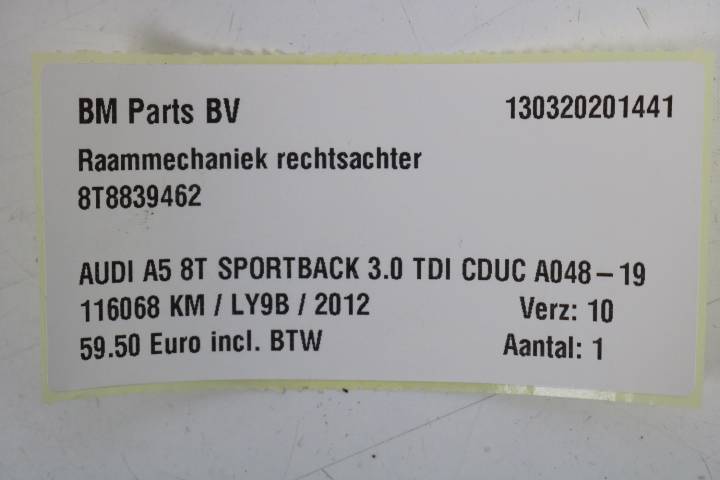 BM Parts BV 130320201441
Raammechaniek rechtsachter
8T8839462
AUDI A5 8T SPORTBACK 3.0 TDI CDUC A048-19
116068 KM / LY9B / 2012 Verz: 10
59.50 Euro incl. BTW Aantal: 1